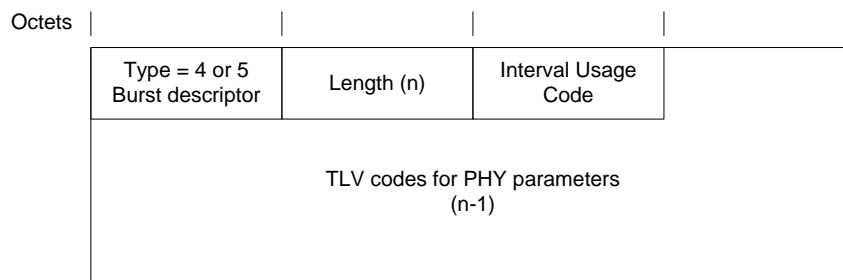 Octets
Type = 4 or 5
Burst descriptor
Length (n)
Interval Usage
Code
TLV codes for PHY parameters
(n-1)